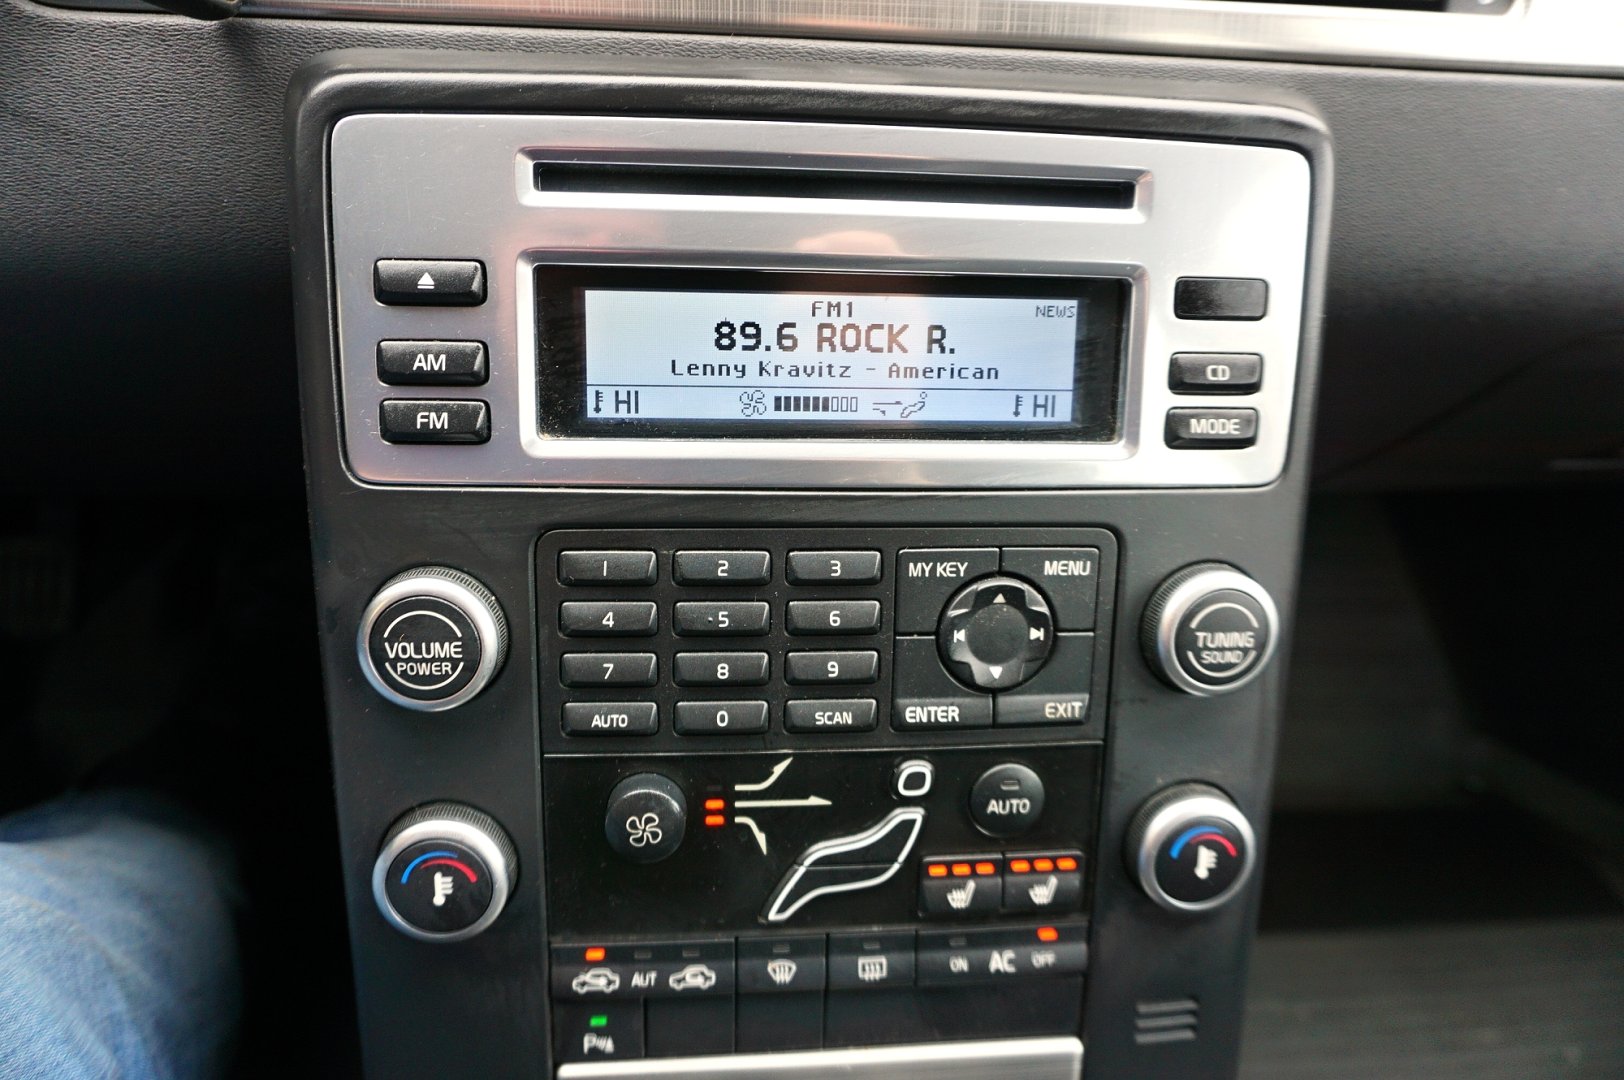 FM1
NEWS
89.6 ROCK R.
Lenny Kravitz - American
HI
HI
AM
FM
CD
MODE
1 2 3
4 5 6
7 8 9
AUTO 0 SCAN
MY KEY MENU
ENTER EXIT
VOLUME
POWER
TUNING
SOUND
AUTO
AUT
ON AC OFF
P